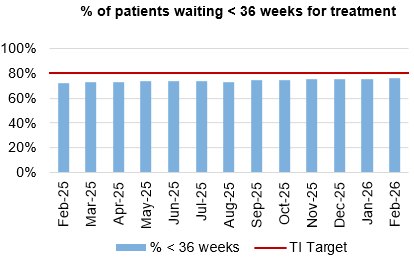 % of patients waiting < 36 weeks for treatment
100%
80%
60%
40%
20%
0%
Feb-25
Mar-25
Apr-25
May-25
Jun-25
Jul-25
Aug-25
Sep-25
Oct-25
Nov-25
Dec-25
Jan-26
Feb-26
% < 36 weeks
TI Target